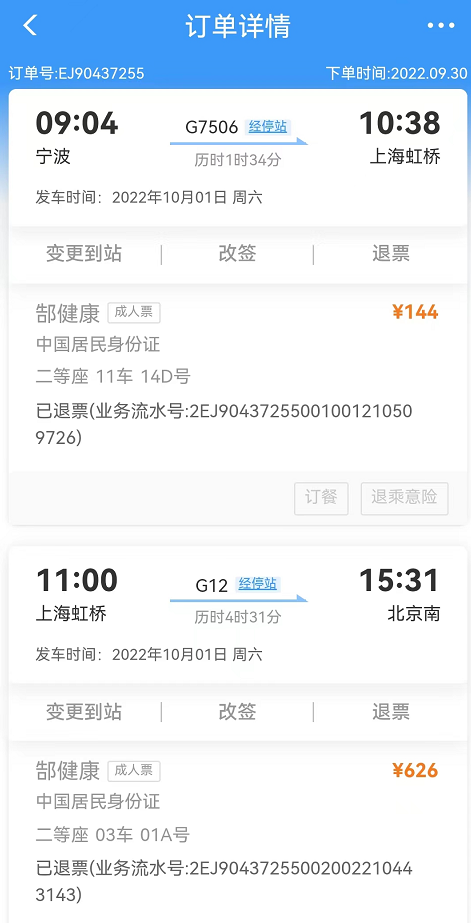 订单详情
订单号:EJ90437255 下单时间:2022.09.30
09:04 G7506 经停站 10:38
宁波 历时1时34分 上海虹桥
发车时间：2022年10月01日 周六
变更到站 改签 退票
郜健康 成人票 ¥144
中国居民身份证
二等座 11车 14D号
已退票(业务流水号:2EJ9043725500100121050
9726)
订餐 退乘意险
11:00 G12 经停站 15:31
上海虹桥 历时4时31分 北京南
发车时间：2022年10月01日 周六
变更到站 改签 退票
郜健康 成人票 ¥626
中国居民身份证
二等座 03车 01A号
已退票(业务流水号:2EJ9043725500200221044
3143)